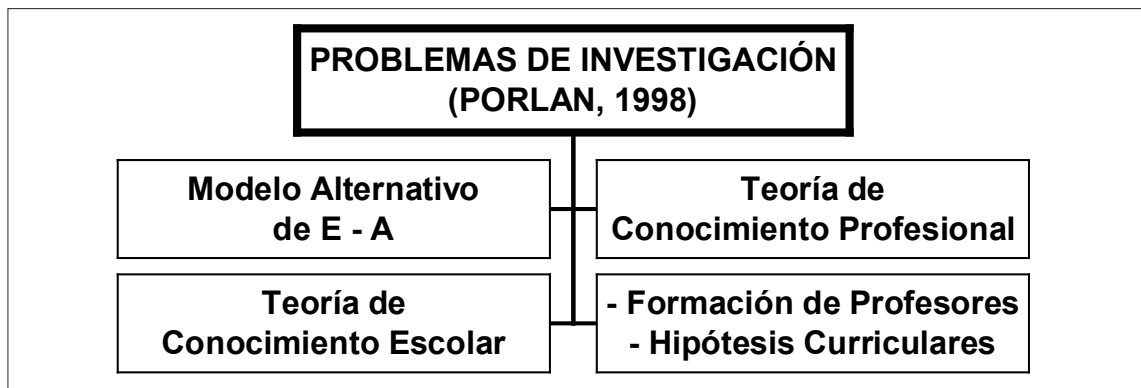 PROBLEMAS DE INVESTIGACIÓN
(PORLAN, 1998)
Modelo Alternativo
de E - A
Teoría de
Conocimiento Profesional
Teoría de
Conocimiento Escolar
- Formación de Profesores
- Hipótesis Curriculares